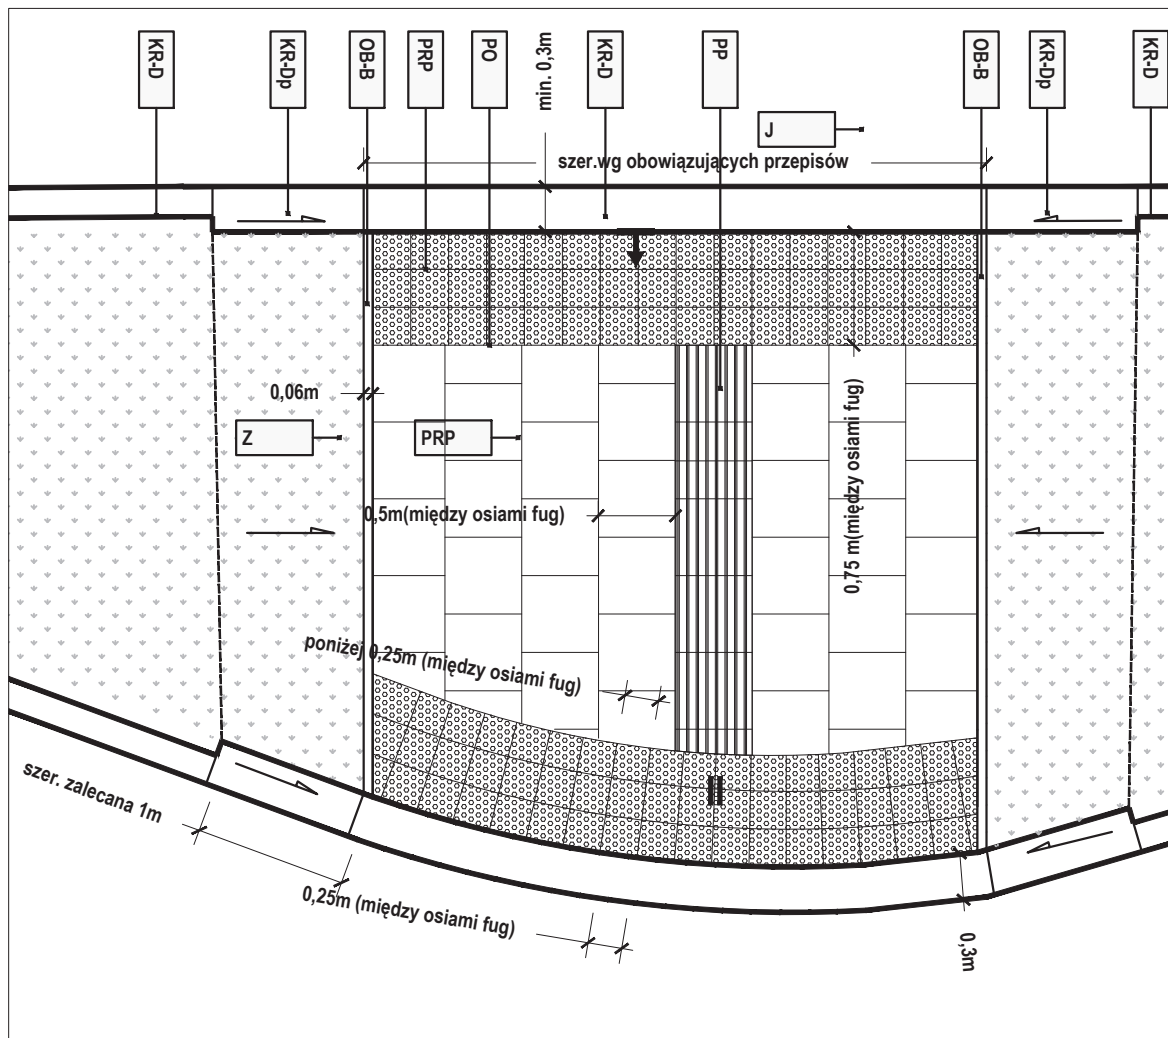 KR-D
KR-Dp
OB-B
PRP
PO
min. 0,3m
KR-D
PP
OB-B
KR-Dp
KR-D
J
szer.wg obowiązujących przepisów
0,06m
Z
PRP
0,5m(między osiami fug)
0,75 m(między osiami fug)
poniżej 0,25m (między osiami fug)
szer. zalecana 1m
0,25m (między osiami fug)
0,3m